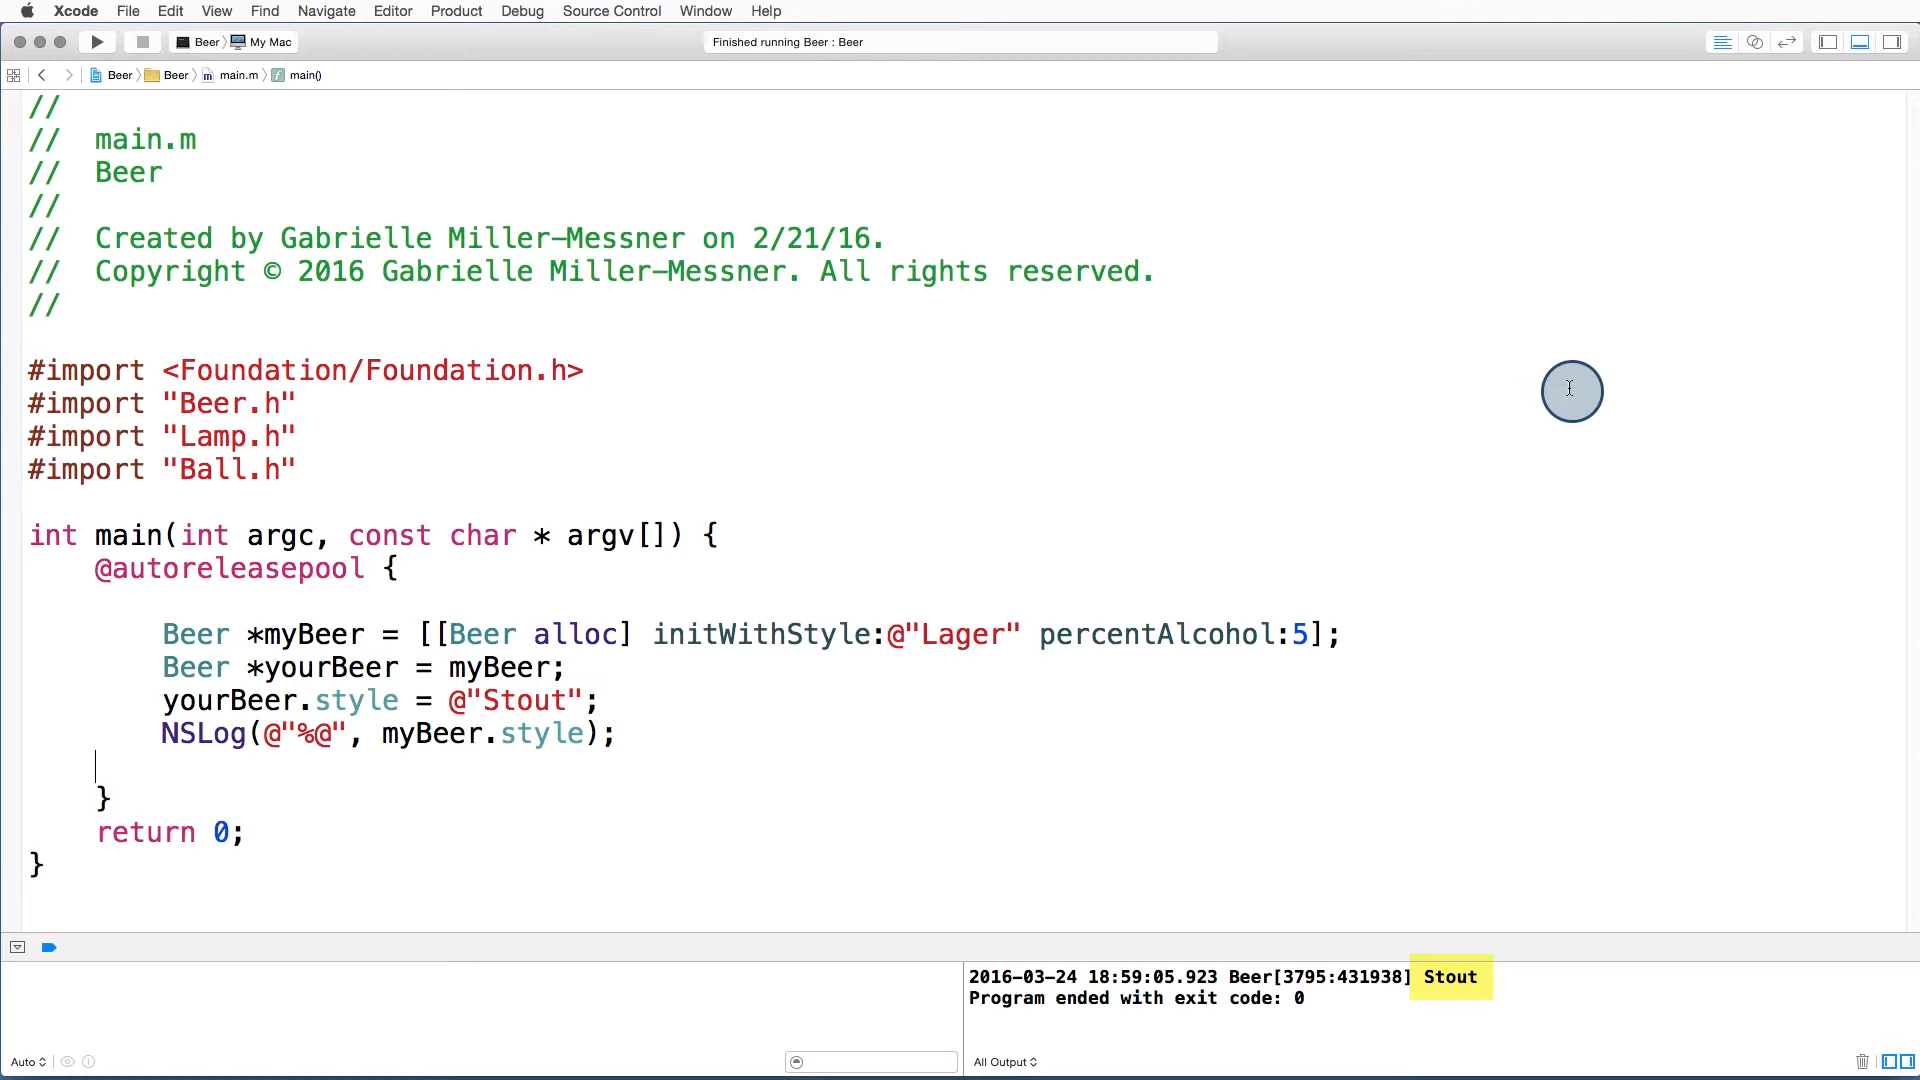 Xcode File Edit View Find Navigate Editor Product Debug Source Control Window Help
Beer My Mac
Finished running Beer : Beer
Beer Beer main.m main()
//
//  main.m
//  Beer
//
//  Created by Gabrielle Miller-Messner on 2/21/16.
//  Copyright © 2016 Gabrielle Miller-Messner. All rights reserved.
//
#import <Foundation/Foundation.h>
#import "Beer.h"
#import "Lamp.h"
#import "Ball.h"
int main(int argc, const char * argv[]) {
    @autoreleasepool {
        Beer *myBeer = [[Beer alloc] initWithStyle:@"Lager" percentAlcohol:5];
        Beer *yourBeer = myBeer;
        yourBeer.style = @"Stout";
        NSLog(@"%@", myBeer.style);
    }
    return 0;
}
2016-03-24 18:59:05.923 Beer[3795:431938] Stout
Program ended with exit code: 0
Auto
All Output